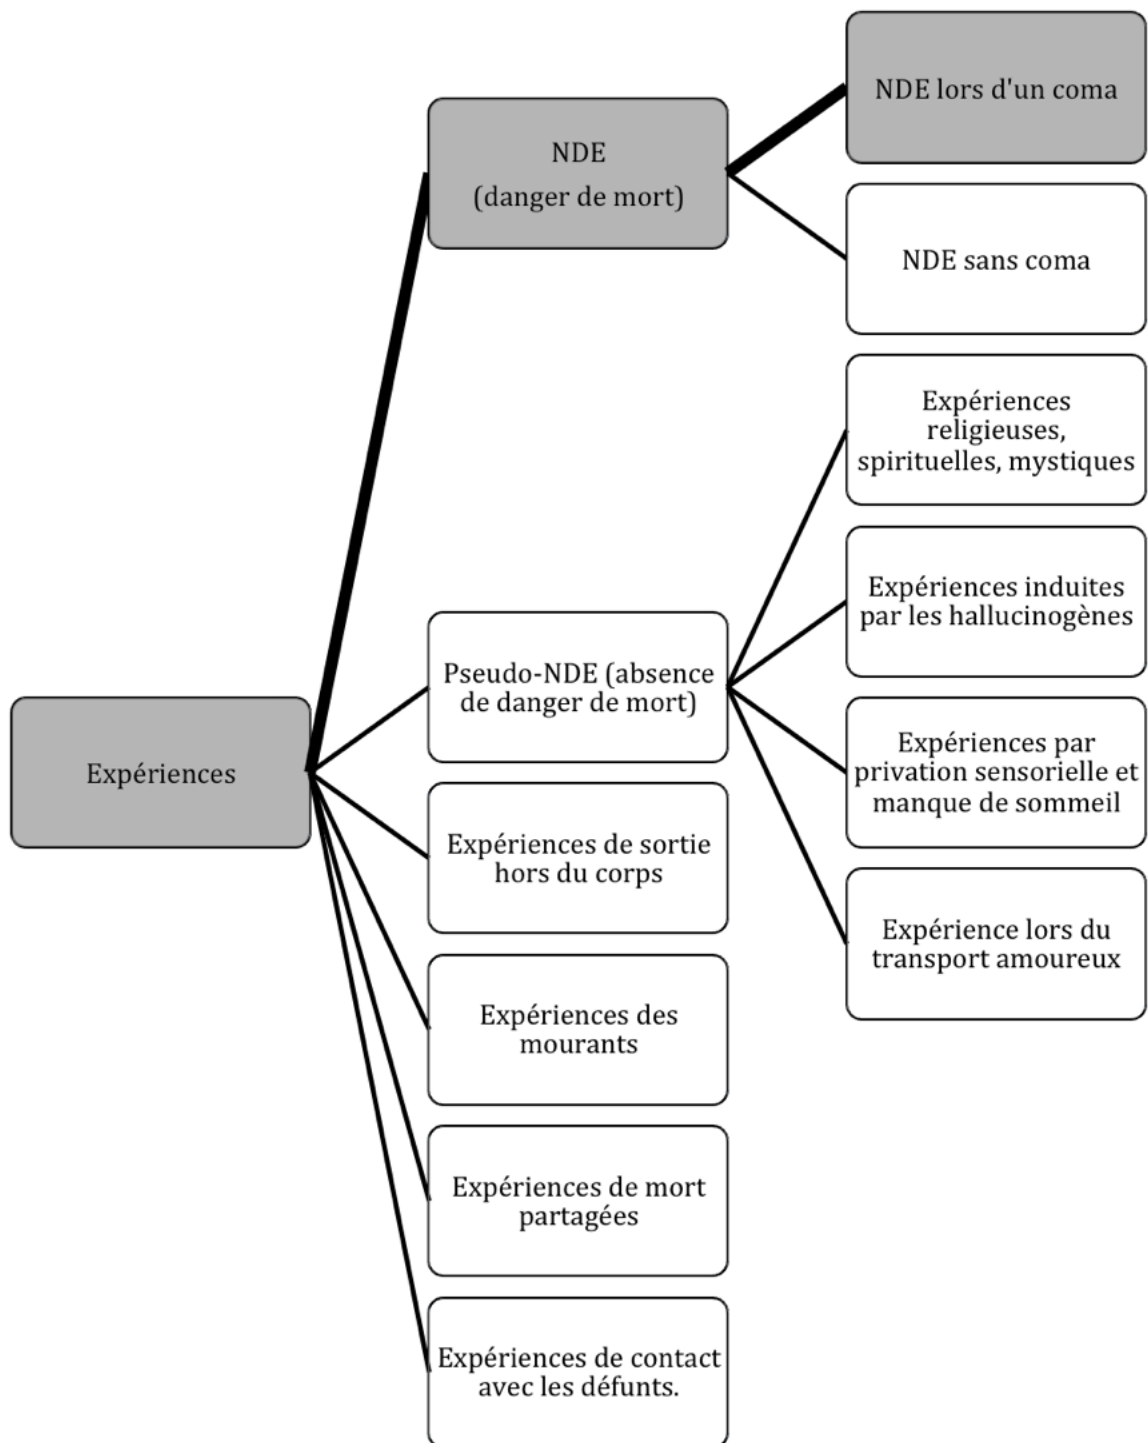 Expériences
NDE
(danger de mort)
NDE lors d'un coma
NDE sans coma
Pseudo-NDE (absence
de danger de mort)
Expériences
religieuses,
spirituelles, mystiques
Expériences induites
par les hallucinogènes
Expériences par
privation sensorielle et
manque de sommeil
Expérience lors du
transport amoureux
Expériences de sortie
hors du corps
Expériences des
mourants
Expériences de mort
partagées
Expériences de contact
avec les défunts.